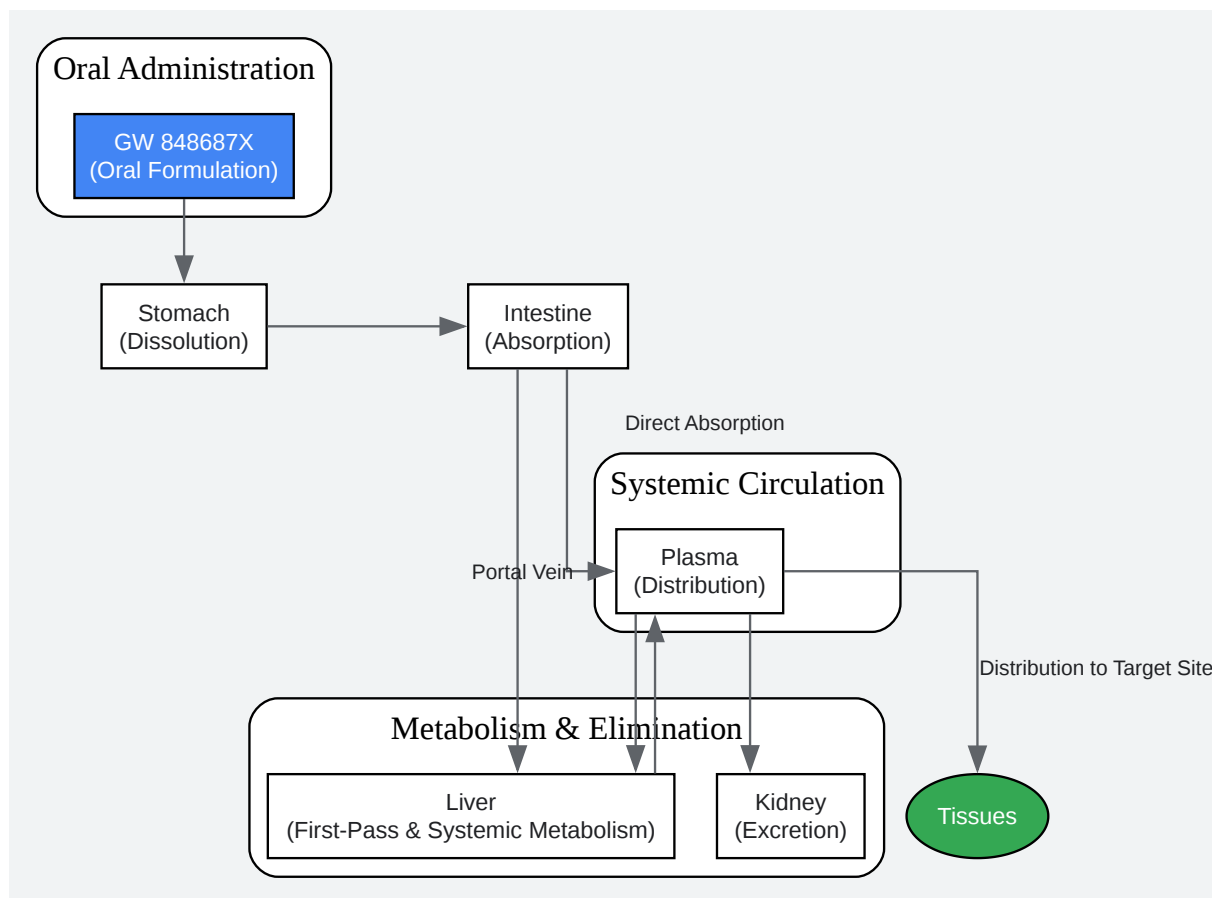 Oral Administration
GW 848687X
(Oral Formulation)
Stomach
(Dissolution)
Intestine
(Absorption)
Direct Absorption
Systemic Circulation
Plasma
(Distribution)
Portal Vein
Distribution to Target Site
Metabolism & Elimination
Liver
(First-Pass & Systemic Metabolism)
Kidney
(Excretion)
Tissues